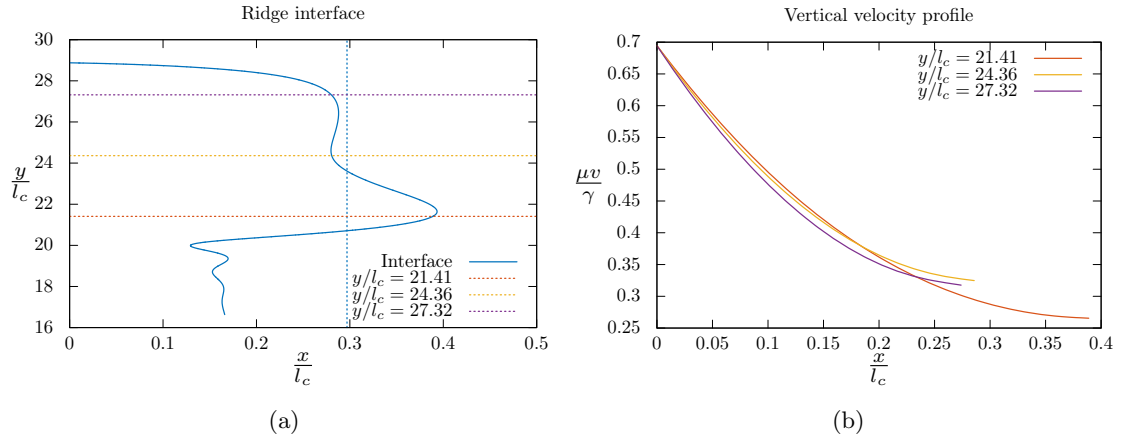 Ridge interface
30
28
26
24
22
20
18
16
y/l_c
0
0.1
0.2
0.3
0.4
0.5
x/l_c
Interface
y/l_c = 21.41
y/l_c = 24.36
y/l_c = 27.32
(a)
Vertical velocity profile
0.7
0.65
0.6
0.55
0.5
0.45
0.4
0.35
0.3
0.25
μv/γ
0
0.05
0.1
0.15
0.2
0.25
0.3
0.35
0.4
x/l_c
y/l_c = 21.41
y/l_c = 24.36
y/l_c = 27.32
(b)